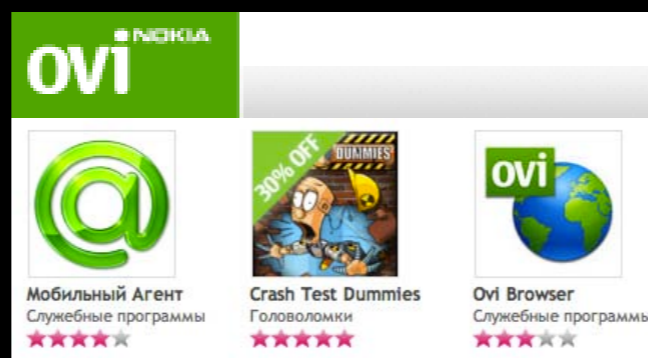 NOKIA
ovi
30% OFF
DUMMIES
ovi
Мобильный Агент
Crash Test Dummies
Ovi Browser
Служебные программы
Головоломки
Служебные программы